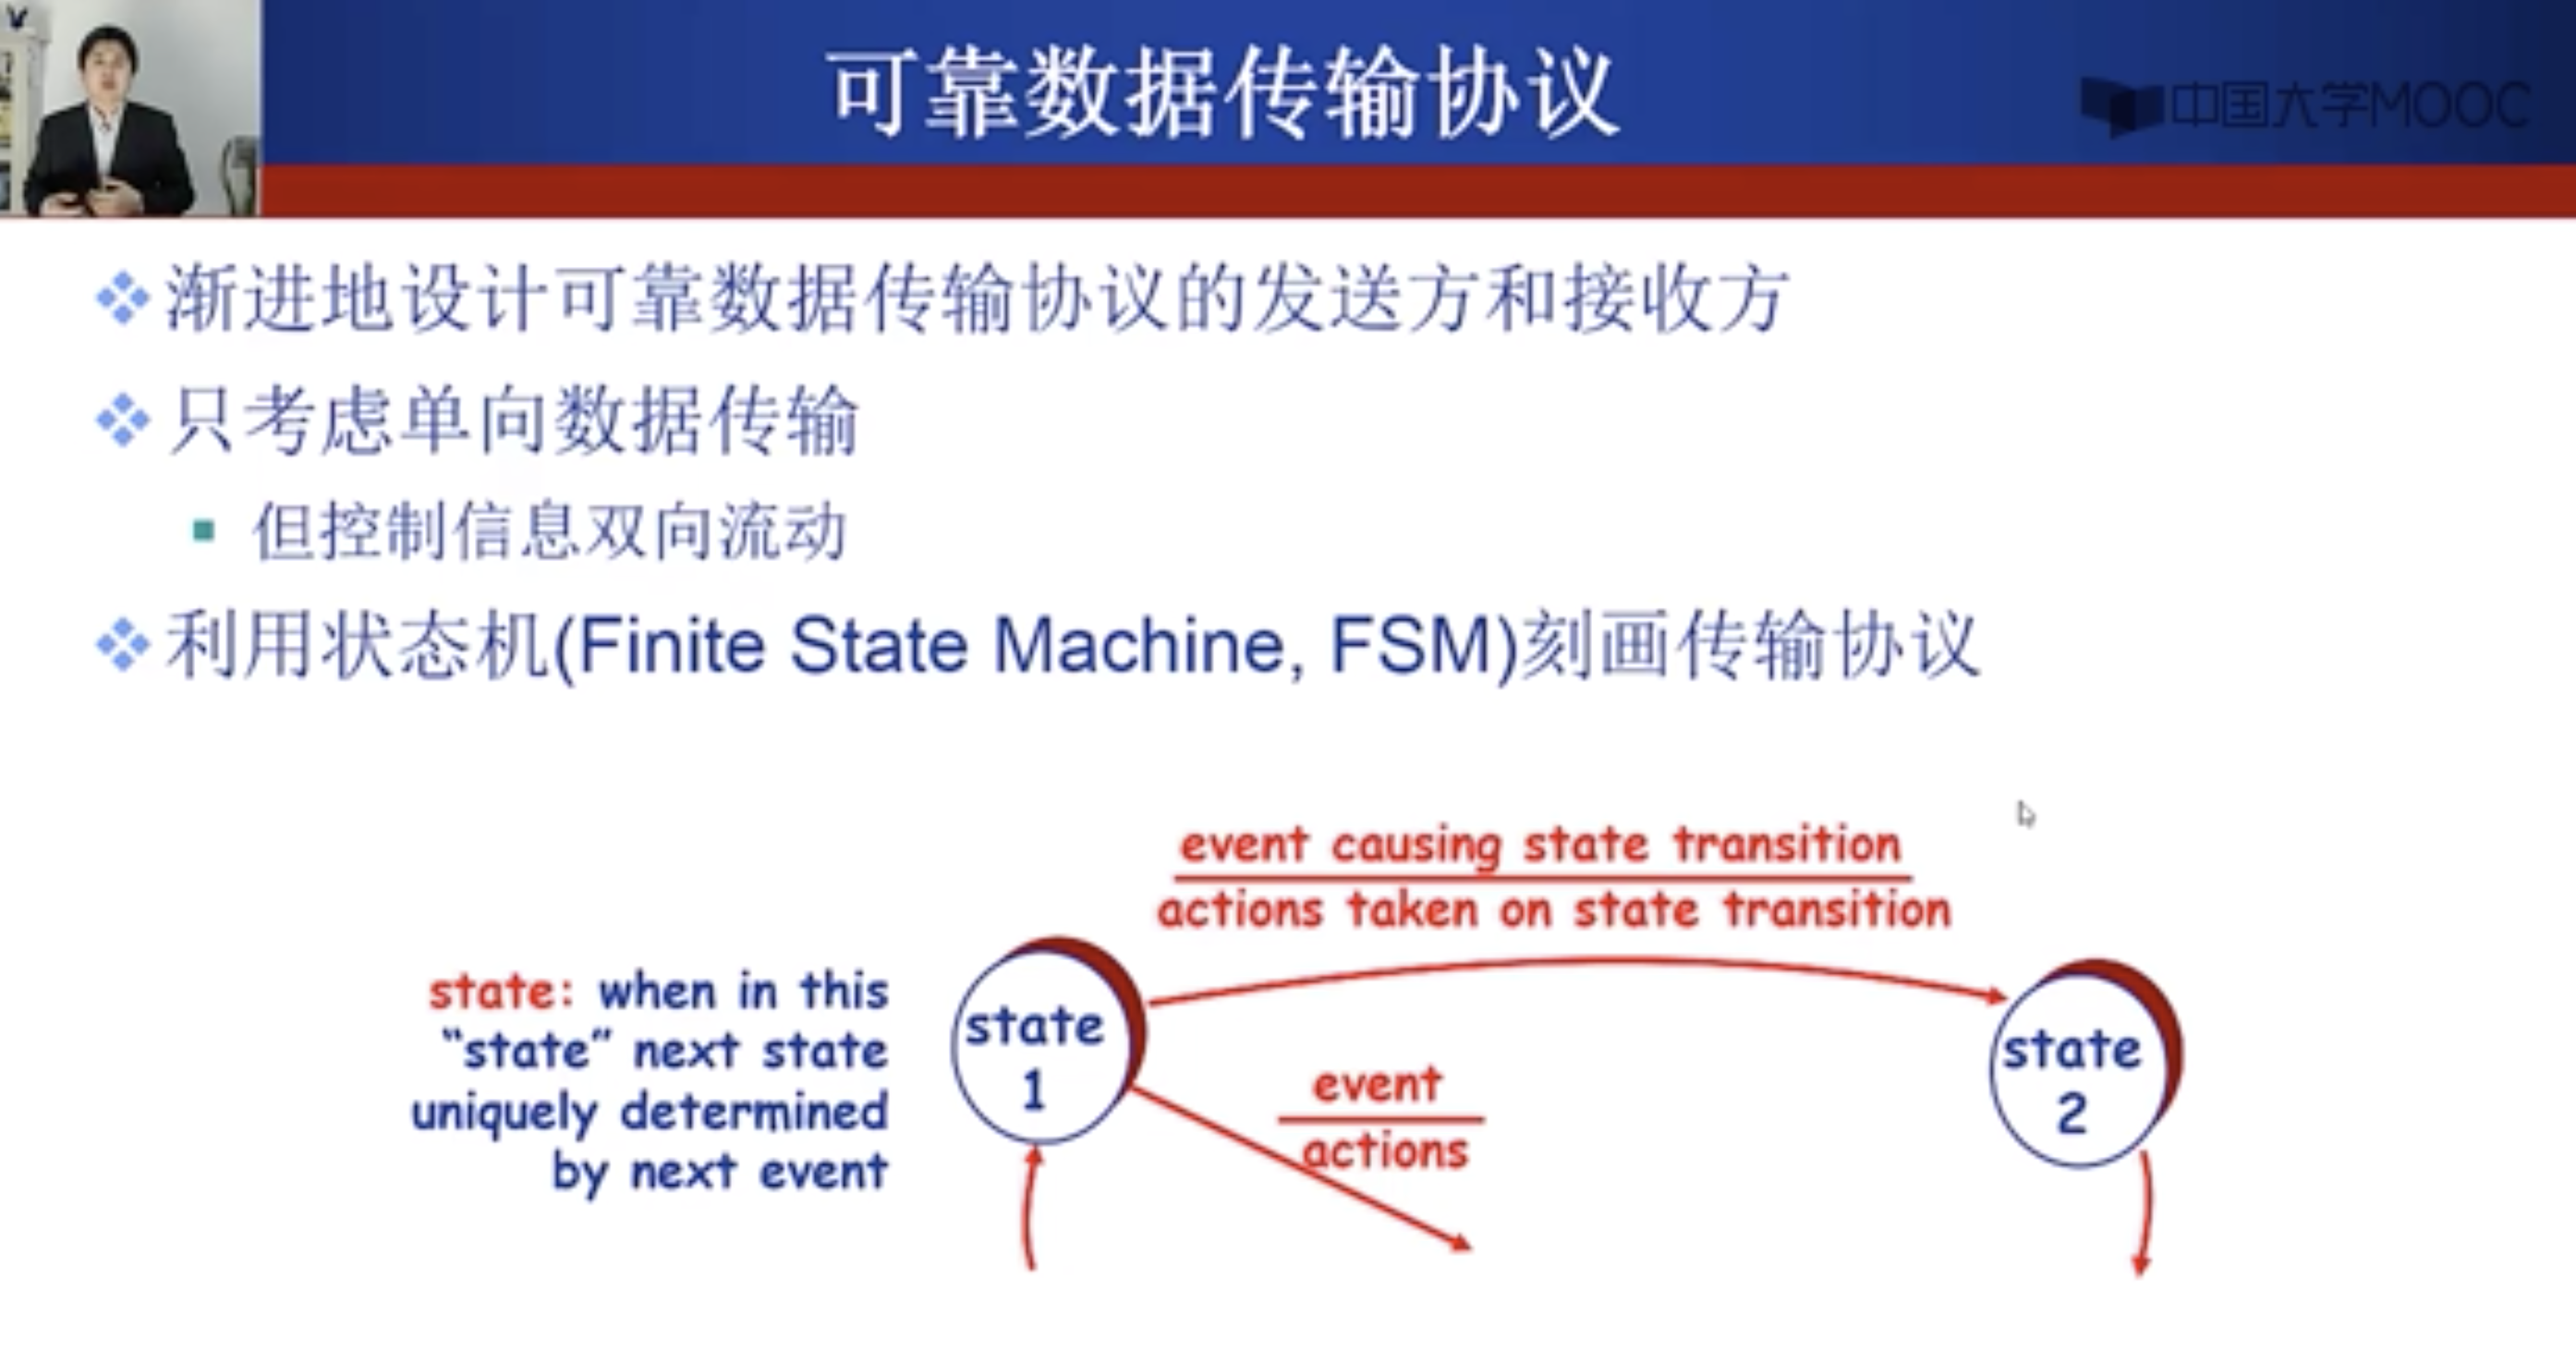 可靠数据传输协议
中国大学MOOC
渐进地设计可靠数据传输协议的发送方和接收方
只考虑单向数据传输
但控制信息双向流动
利用状态机(Finite State Machine, FSM)刻画传输协议
event causing state transition
actions taken on state transition
state: when in this
“state” next state
uniquely determined
by next event
state
1
event
actions
state
2